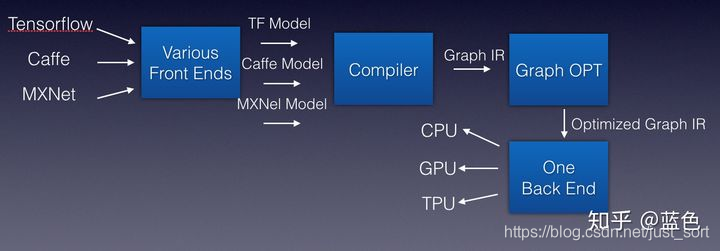 Tensorflow
Caffe
MXNet
Various
Front Ends
TF Model
Caffe Model
MXNel Model
Compiler
Graph IR
Graph OPT
Optimized Graph IR
One
Back End
CPU
GPU
TPU
知乎 @蓝色
https://blog.csdn.net/just_sort